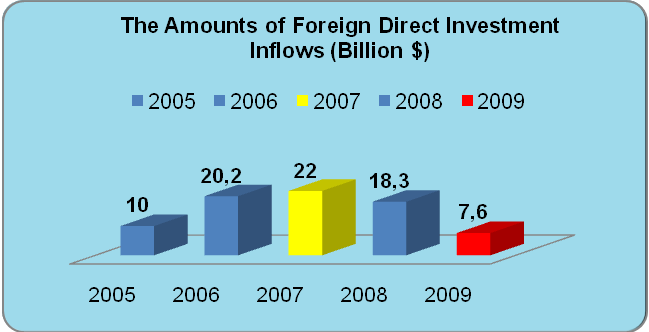 The Amounts of Foreign Direct Investment
Inflows (Billion $)
2005 2006 2007 2008 2009
10 20,2 22 18,3 7,6
2005 2006 2007 2008 2009